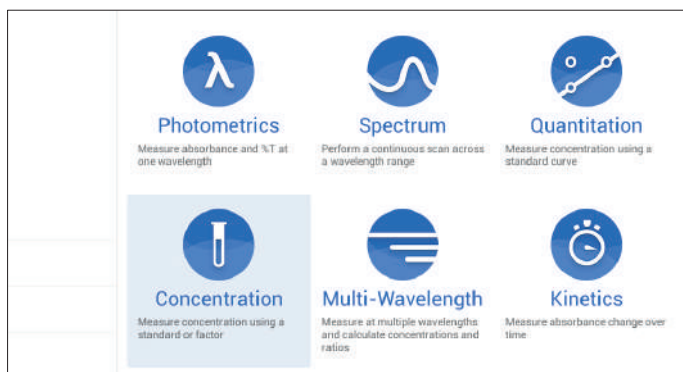 λ
Photometrics
Measure absorbance and %T at
one wavelength
Spectrum
Perform a continuous scan across
a wavelength range
Quantitation
Measure concentration using a
standard curve
Concentration
Measure concentration using a
standard or factor
Multi-Wavelength
Measure at multiple wavelengths
and calculate concentrations and
ratios
Kinetics
Measure absorbance change over
time